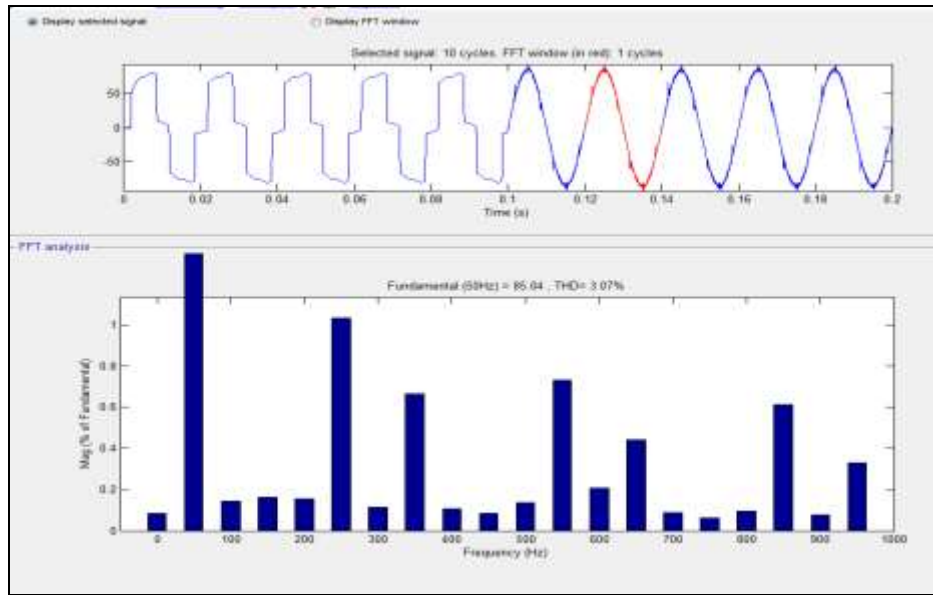 Display selected signal
Display FFT window
Selected signal: 10 cycles. FFT window (in red): 1 cycles
50
0
-50
0 0.02 0.04 0.06 0.08 0.1 0.12 0.14 0.16 0.18 0.2
Time (s)
FFT analysis
Fundamental (50Hz) = 85.04 , THD= 3.07%
Mag (% of Fundamental)
1
0.8
0.6
0.4
0.2
0
0 100 200 300 400 500 600 700 800 900 1000
Frequency (Hz)